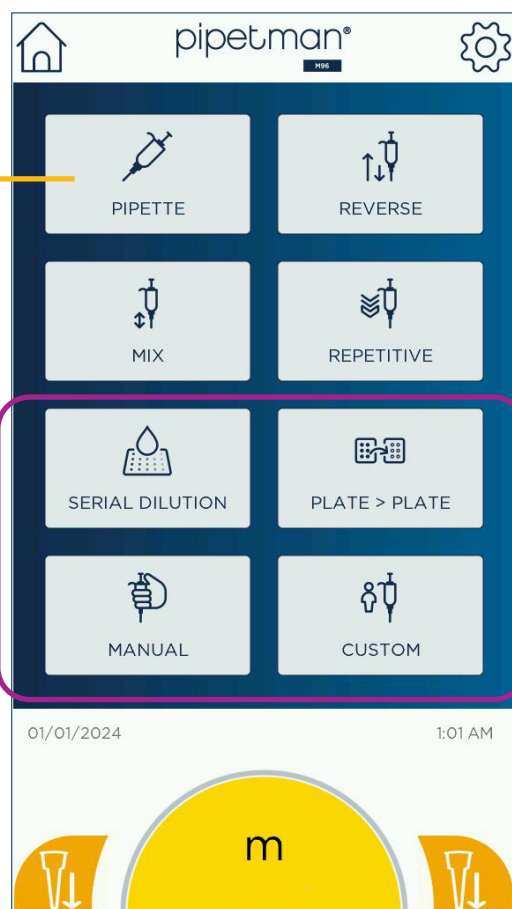 pipetman®
M96
PIPETTE
REVERSE
MIX
REPETITIVE
SERIAL DILUTION
PLATE > PLATE
MANUAL
CUSTOM
01/01/2024
1:01 AM
m